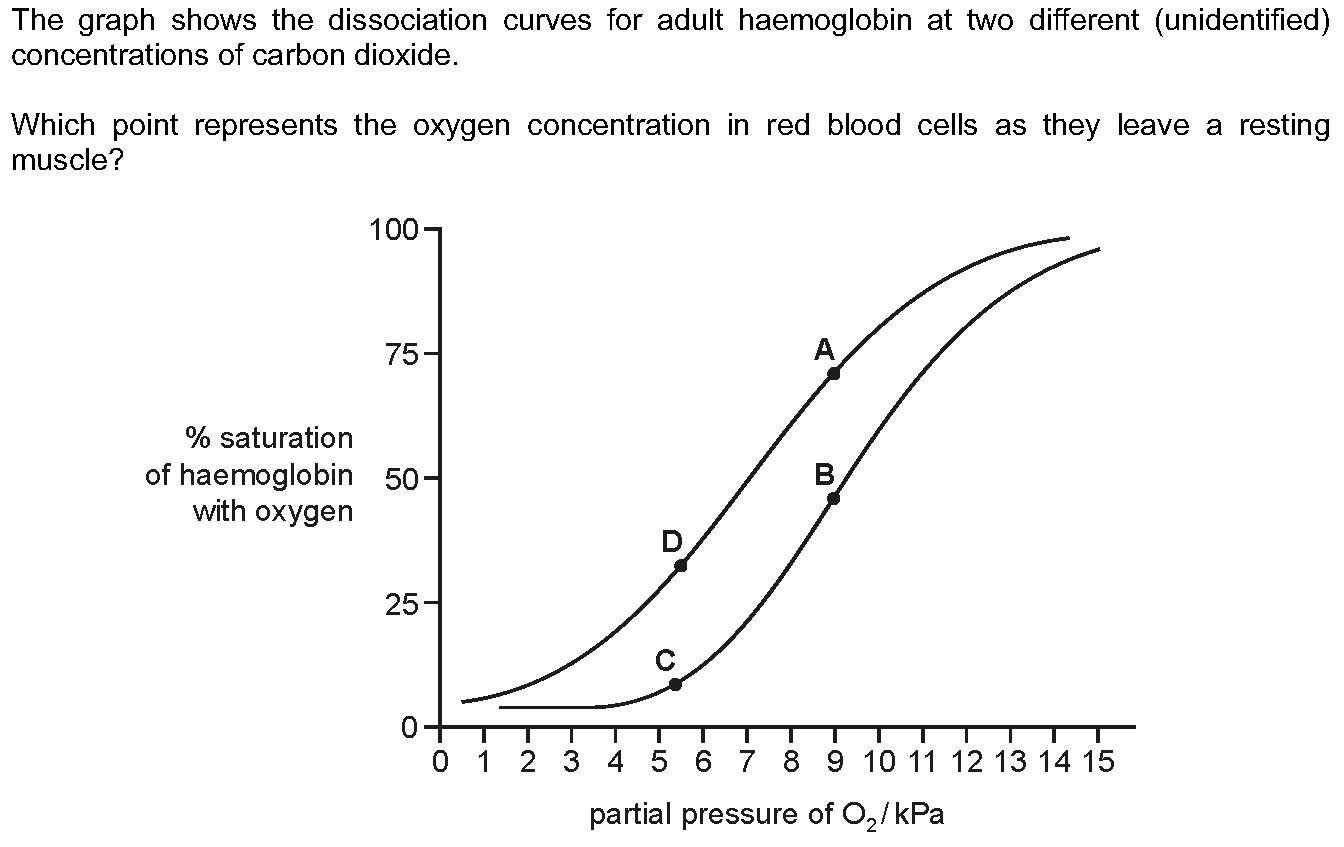 The graph shows the dissociation curves for adult haemoglobin at two different (unidentified)
concentrations of carbon dioxide.
Which point represents the oxygen concentration in red blood cells as they leave a resting
muscle?
100
75
50
25
0
% saturation
of haemoglobin
with oxygen
A
B
D
C
0 1 2 3 4 5 6 7 8 9 10 11 12 13 14 15
partial pressure of O₂ / kPa